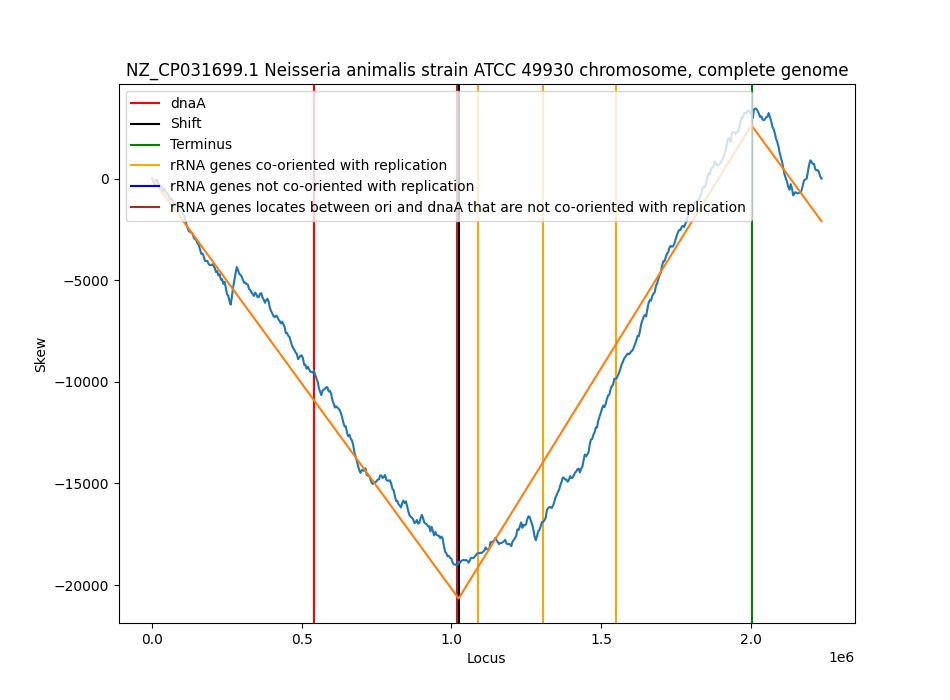 NZ_CP031699.1 Neisseria animalis strain ATCC 49930 chromosome, complete genome
dnaA
Shift
Terminus
rRNA genes co-oriented with replication
rRNA genes not co-oriented with replication
rRNA genes locates between ori and dnaA that are not co-oriented with replication
0
−5000
−10000
−15000
−20000
Skew
0.0
0.5
1.0
1.5
2.0
1e6
Locus